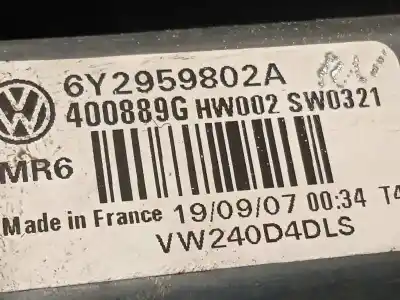 6Y2959802A
400889G HW002 SW0321
MR6
Made in France 19/09/07 00:34 T4
VW240D4DLS